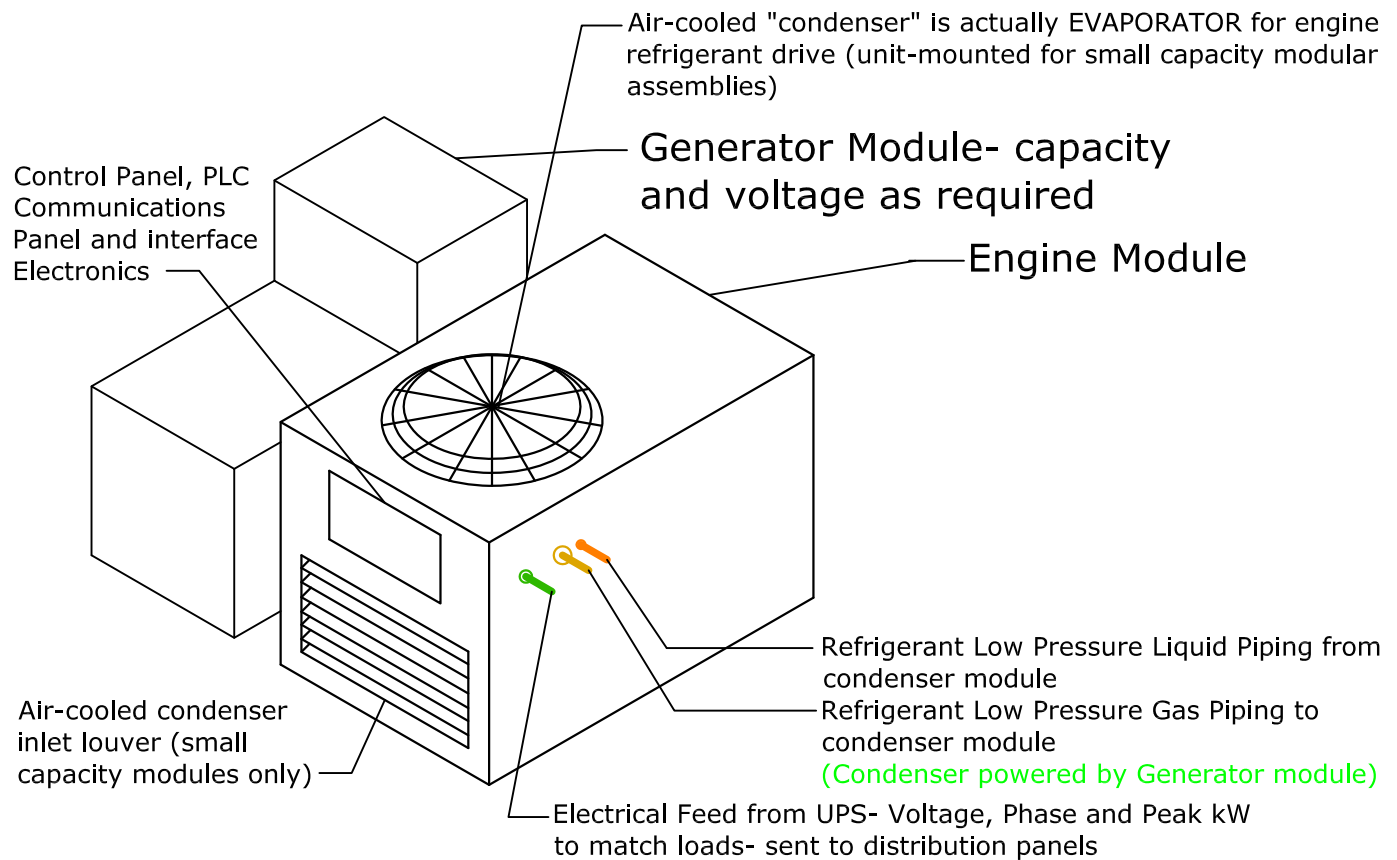 Air-cooled "condenser" is actually EVAPORATOR for engine
refrigerant drive (unit-mounted for small capacity modular
assemblies)
Generator Module- capacity
and voltage as required
Control Panel, PLC
Communications
Panel and interface
Electronics
Engine Module
Refrigerant Low Pressure Liquid Piping from
condenser module
Refrigerant Low Pressure Gas Piping to
condenser module
(Condenser powered by Generator module)
Air-cooled condenser
inlet louver (small
capacity modules only)
Electrical Feed from UPS- Voltage, Phase and Peak kW
to match loads- sent to distribution panels